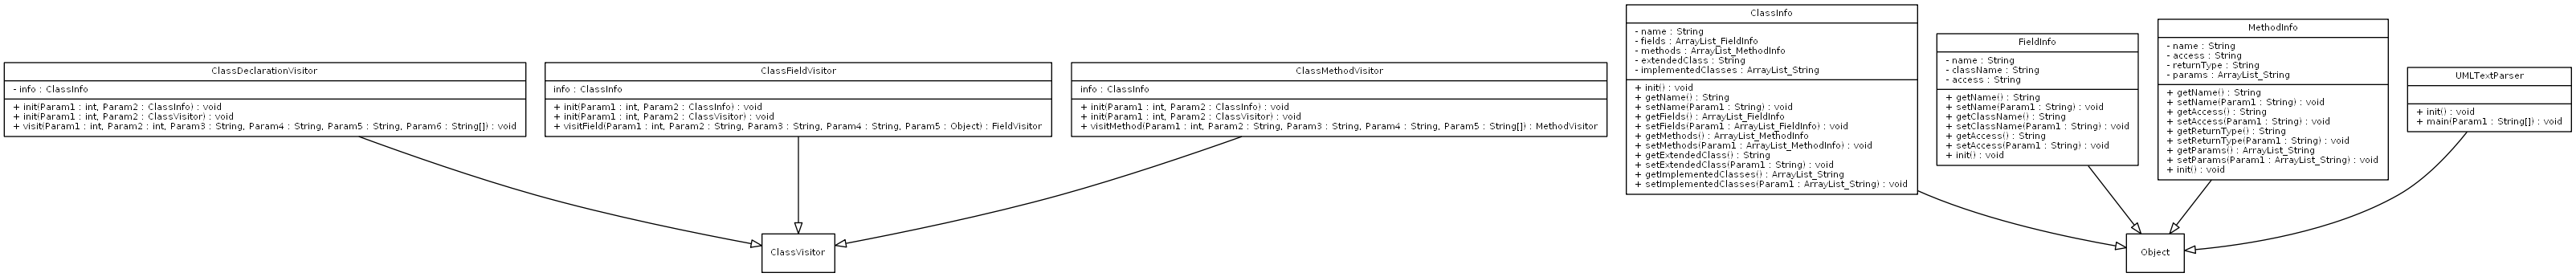 ClassDeclarationVisitor
- info : ClassInfo
+ init(Param1 : int, Param2 : ClassInfo) : void
+ init(Param1 : int, Param2 : ClassVisitor) : void
+ visit(Param1 : int, Param2 : int, Param3 : String, Param4 : String, Param5 : String, Param6 : String[]) : void
ClassFieldVisitor
info : ClassInfo
+ init(Param1 : int, Param2 : ClassInfo) : void
+ init(Param1 : int, Param2 : ClassVisitor) : void
+ visitField(Param1 : int, Param2 : String, Param3 : String, Param4 : String, Param5 : Object) : FieldVisitor
ClassMethodVisitor
info : ClassInfo
+ init(Param1 : int, Param2 : ClassInfo) : void
+ init(Param1 : int, Param2 : ClassVisitor) : void
+ visitMethod(Param1 : int, Param2 : String, Param3 : String, Param4 : String, Param5 : String[]) : MethodVisitor
ClassInfo
- name : String
- fields : ArrayList_FieldInfo
- methods : ArrayList_MethodInfo
- extendedClass : String
- implementedClasses : ArrayList_String
+ init() : void
+ getName() : String
+ setName(Param1 : String) : void
+ getFields() : ArrayList_FieldInfo
+ setFields(Param1 : ArrayList_FieldInfo) : void
+ getMethods() : ArrayList_MethodInfo
+ setMethods(Param1 : ArrayList_MethodInfo) : void
+ getExtendedClass() : String
+ setExtendedClass(Param1 : String) : void
+ getImplementedClasses() : ArrayList_String
+ setImplementedClasses(Param1 : ArrayList_String) : void
FieldInfo
- name : String
- className : String
- access : String
+ getName() : String
+ setName(Param1 : String) : void
+ getClassName() : String
+ setClassName(Param1 : String) : void
+ getAccess() : String
+ setAccess(Param1 : String) : void
+ init() : void
MethodInfo
- name : String
- access : String
- returnType : String
- params : ArrayList_String
+ getName() : String
+ setName(Param1 : String) : void
+ getAccess() : String
+ setAccess(Param1 : String) : void
+ getReturnType() : String
+ setReturnType(Param1 : String) : void
+ getParams() : ArrayList_String
+ setParams(Param1 : ArrayList_String) : void
+ init() : void
UMLTextParser
+ init() : void
+ main(Param1 : String[]) : void
ClassVisitor
Object